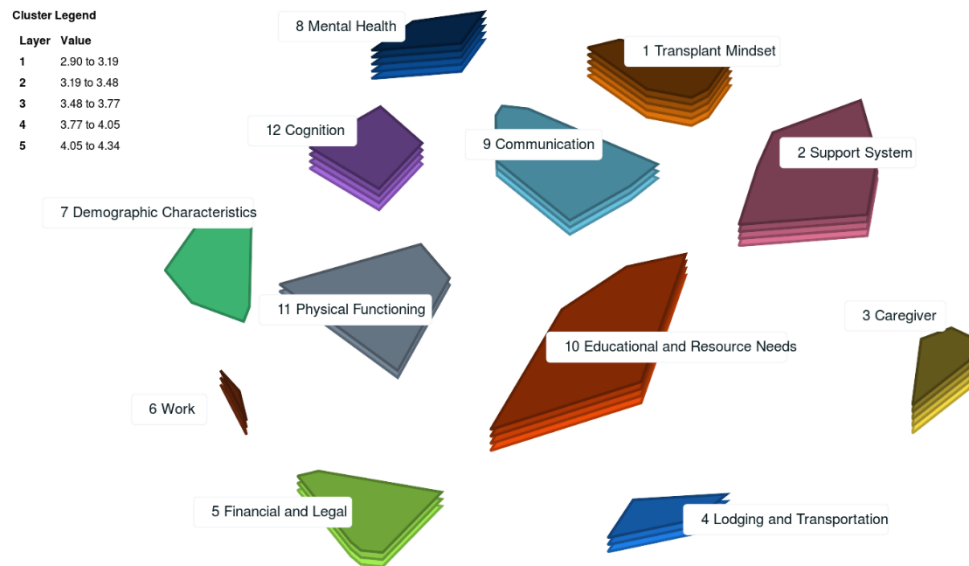 Cluster Legend
Layer Value
1 2.90 to 3.19
2 3.19 to 3.48
3 3.48 to 3.77
4 3.77 to 4.05
5 4.05 to 4.34
8 Mental Health
1 Transplant Mindset
12 Cognition
9 Communication
2 Support System
7 Demographic Characteristics
11 Physical Functioning
3 Caregiver
10 Educational and Resource Needs
6 Work
5 Financial and Legal
4 Lodging and Transportation